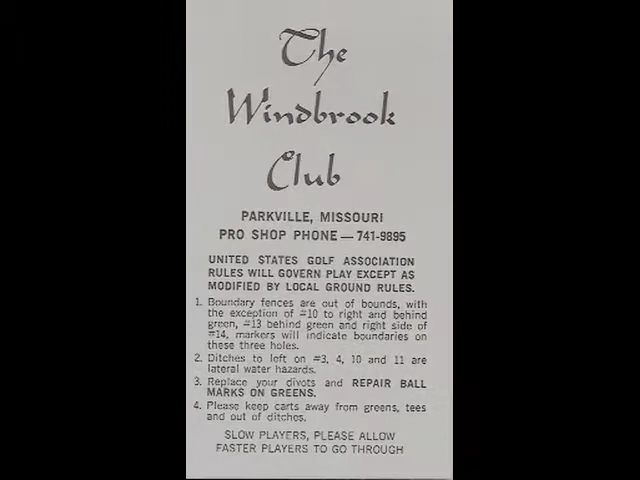 The
Windbrook
Club
PARKVILLE, MISSOURI
PRO SHOP PHONE — 741-9895
UNITED STATES GOLF ASSOCIATION
RULES WILL GOVERN PLAY EXCEPT AS
MODIFIED BY LOCAL GROUND RULES.
1. Boundary fences are out of bounds, with
the exception of #10 to right and behind
green, #13 behind green and right side of
#14, markers will indicate boundaries on
these three holes.
2. Ditches to left on #3, 4, 10 and 11 are
lateral water hazards.
3. Replace your divots and REPAIR BALL
MARKS ON GREENS.
4. Please keep carts away from greens, tees
and out of ditches.
SLOW PLAYERS, PLEASE ALLOW
FASTER PLAYERS TO GO THROUGH